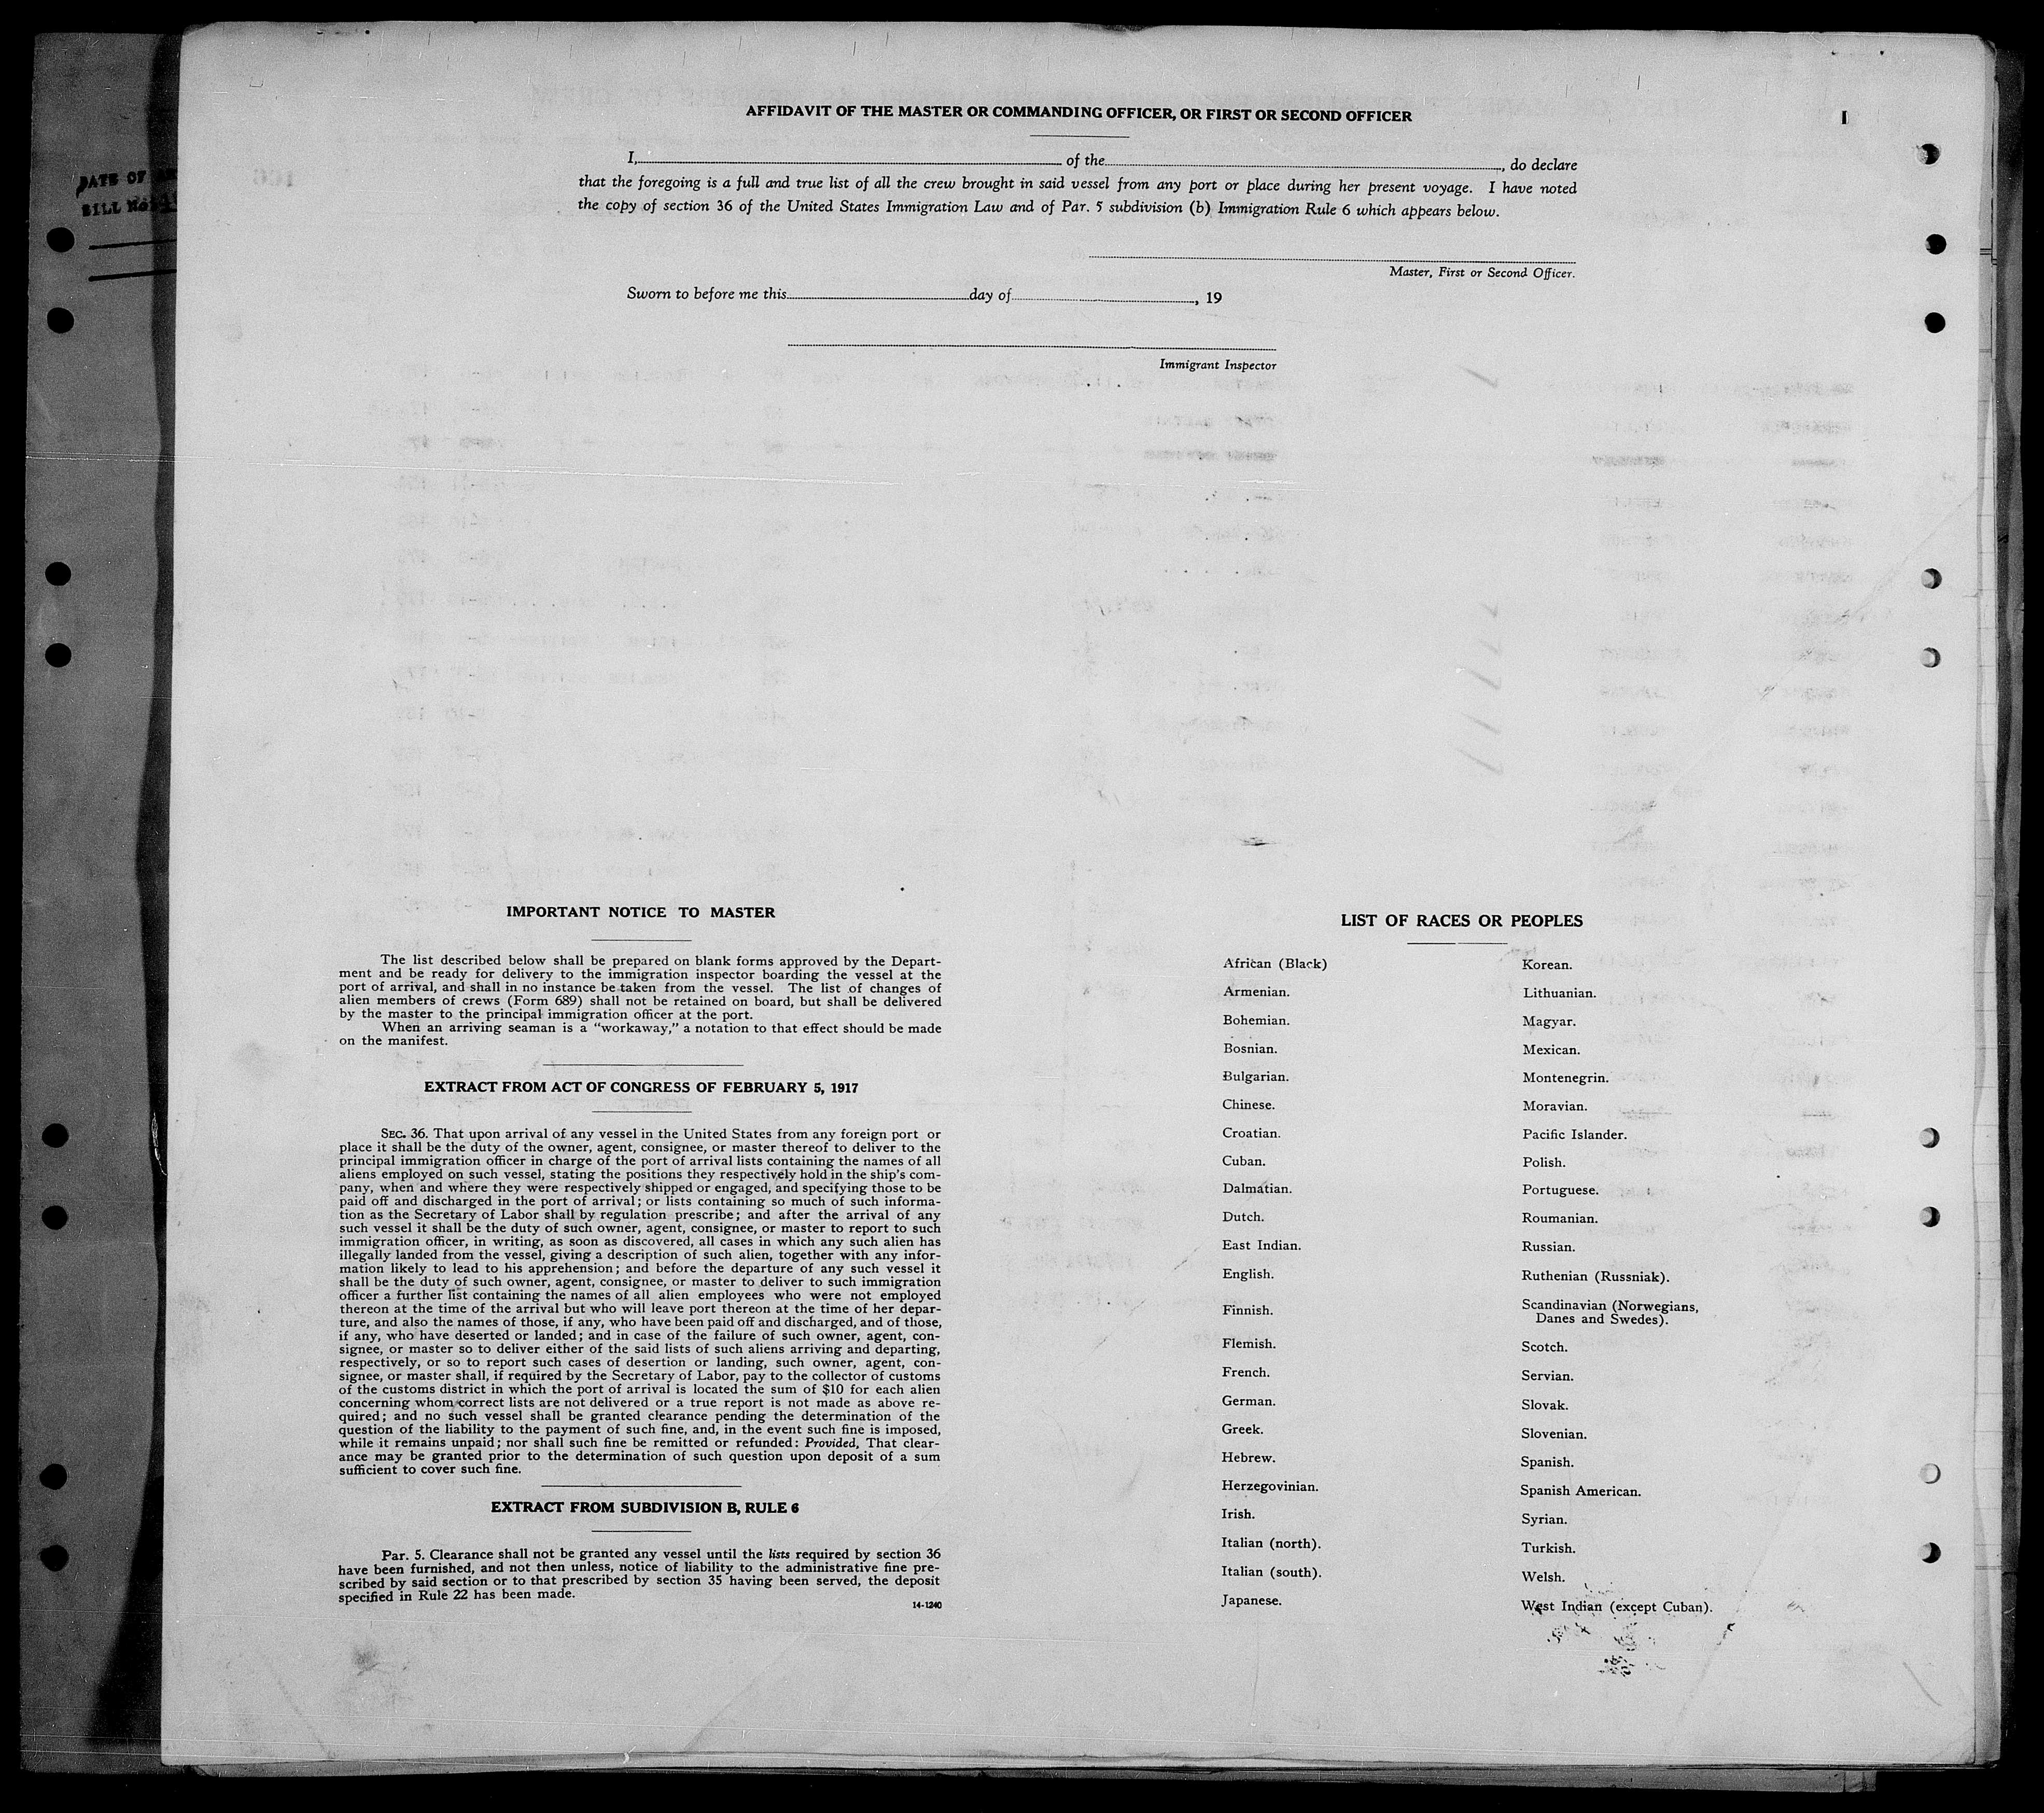 DATE OF
BILL No.
AFFIDAVIT OF THE MASTER OR COMMANDING OFFICER, OR FIRST OR SECOND OFFICER
I, of the , do declare
that the foregoing is a full and true list of all the crew brought in said vessel from any port or place during her present voyage. I have noted
the copy of section 36 of the United States Immigration Law and of Par. 5 subdivision (b) Immigration Rule 6 which appears below.
Master, First or Second Officer.
Sworn to before me this day of , 19
Immigrant Inspector
IMPORTANT NOTICE TO MASTER
The list described below shall be prepared on blank forms approved by the Depart-
ment and be ready for delivery to the immigration inspector boarding the vessel at the
port of arrival, and shall in no instance be taken from the vessel. The list of changes of
alien members of crews (Form 689) shall not be retained on board, but shall be delivered
by the master to the principal immigration officer at the port.
When an arriving seaman is a “workaway,” a notation to that effect should be made
on the manifest.
EXTRACT FROM ACT OF CONGRESS OF FEBRUARY 5, 1917
SEC. 36. That upon arrival of any vessel in the United States from any foreign port or
place it shall be the duty of the owner, agent, consignee, or master thereof to deliver to the
principal immigration officer in charge of the port of arrival lists containing the names of all
aliens employed on such vessel, stating the positions they respectively hold in the ship's com-
pany, when and where they were respectively shipped or engaged, and specifying those to be
paid off and discharged in the port of arrival; or lists containing so much of such informa-
tion as the Secretary of Labor shall by regulation prescribe; and after the arrival of any
such vessel it shall be the duty of such owner, agent, consignee, or master to report to such
immigration officer, in writing, as soon as discovered, all cases in which any such alien has
illegally landed from the vessel, giving a description of such alien, together with any infor-
mation likely to lead to his apprehension; and before the departure of any such vessel it
shall be the duty of such owner, agent, consignee, or master to deliver to such immigration
officer a further list containing the names of all alien employees who were not employed
thereon at the time of the arrival but who will leave port thereon at the time of her depar-
ture, and also the names of those, if any, who have been paid off and discharged, and of those,
if any, who have deserted or landed; and in case of the failure of such owner, agent, con-
signee, or master so to deliver either of the said lists of such aliens arriving and departing,
respectively, or so to report such cases of desertion or landing, such owner, agent, con-
signee, or master shall, if required by the Secretary of Labor, pay to the collector of customs
of the customs district in which the port of arrival is located the sum of $10 for each alien
concerning whom correct lists are not delivered or a true report is not made as above re-
quired; and no such vessel shall be granted clearance pending the determination of the
question of the liability to the payment of such fine, and, in the event such fine is imposed,
while it remains unpaid; nor shall such fine be remitted or refunded: Provided, That clear-
ance may be granted prior to the determination of such question upon deposit of a sum
sufficient to cover such fine.
EXTRACT FROM SUBDIVISION B, RULE 6
Par. 5. Clearance shall not be granted any vessel until the lists required by section 36
have been furnished, and not then unless, notice of liability to the administrative fine pre-
scribed by said section or to that prescribed by section 35 having been served, the deposit
specified in Rule 22 has been made.
14-1240
LIST OF RACES OR PEOPLES
African (Black)
Armenian.
Bohemian.
Bosnian.
Bulgarian.
Chinese.
Croatian.
Cuban.
Dalmatian.
Dutch.
East Indian.
English.
Finnish.
Flemish.
French.
German.
Greek.
Hebrew.
Herzegovinian.
Irish.
Italian (north).
Italian (south).
Japanese.
Korean.
Lithuanian.
Magyar.
Mexican.
Montenegrin.
Moravian.
Pacific Islander.
Polish.
Portuguese.
Roumanian.
Russian.
Ruthenian (Russniak).
Scandinavian (Norwegians,
Danes and Swedes).
Scotch.
Servian.
Slovak.
Slovenian.
Spanish.
Spanish American.
Syrian.
Turkish.
Welsh.
West Indian (except Cuban).